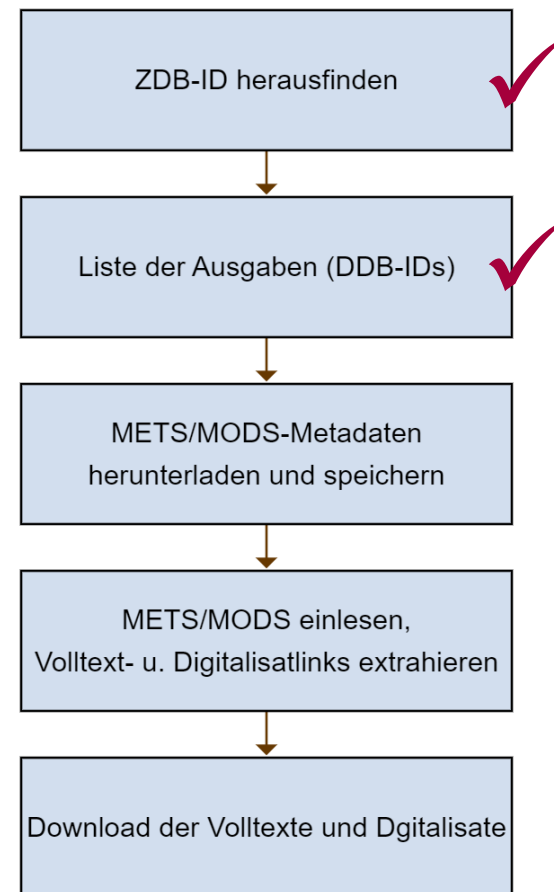 ZDB-ID herausfinden
Liste der Ausgaben (DDB-IDs)
METS/MODS-Metadaten
herunterladen und speichern
METS/MODS einlesen,
Volltext- u. Digitalisatlinks extrahieren
Download der Volltexte und Dgitalisate